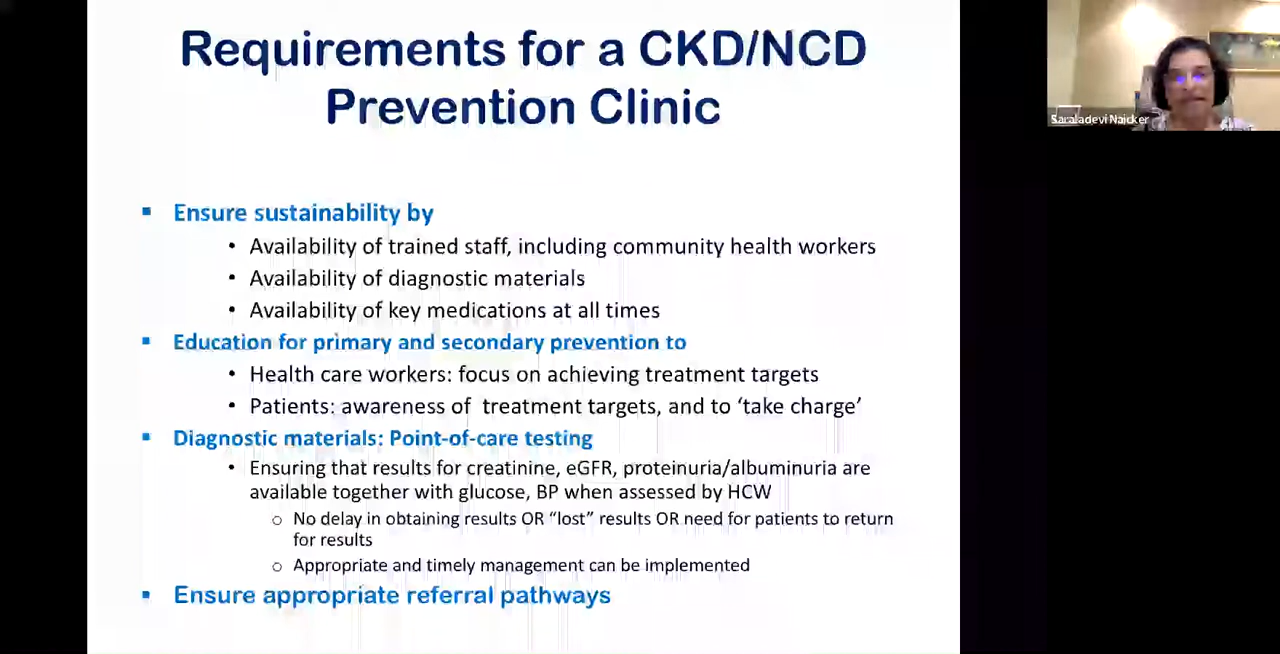 Requirements for a CKD/NCD
Prevention Clinic
Saraladevi Naicker
▪ Ensure sustainability by
• Availability of trained staff, including community health workers
• Availability of diagnostic materials
• Availability of key medications at all times
▪ Education for primary and secondary prevention to
• Health care workers: focus on achieving treatment targets
• Patients: awareness of treatment targets, and to ‘take charge’
▪ Diagnostic materials: Point-of-care testing
• Ensuring that results for creatinine, eGFR, proteinuria/albuminuria are
available together with glucose, BP when assessed by HCW
o No delay in obtaining results OR “lost” results OR need for patients to return
for results
o Appropriate and timely management can be implemented
▪ Ensure appropriate referral pathways